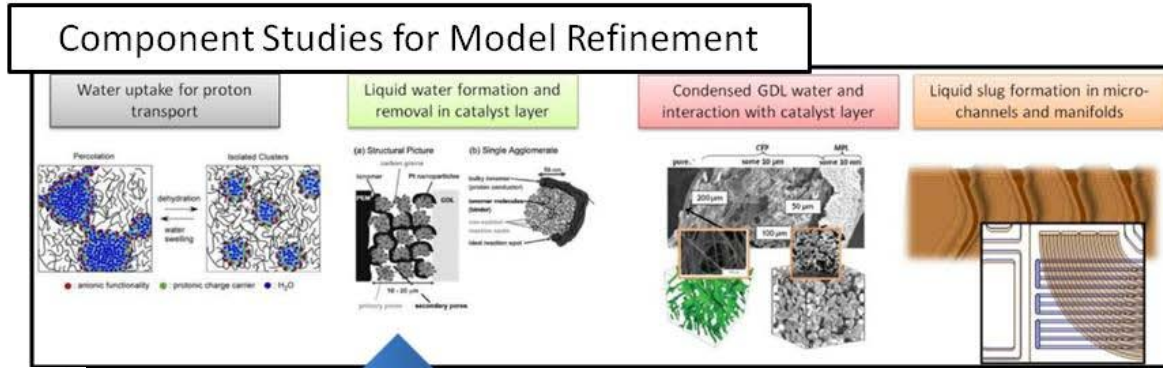 Component Studies for Model Refinement
Water uptake for proton
transport
Liquid water formation and
removal in catalyst layer
Condensed GDL water and
interaction with catalyst layer
Liquid slug formation in micro-
channels and manifolds
Percolation
Isolated Clusters
dehydration
water
swelling
anionic functionality
protonic charge carrier
H₂O
(a) Structural Picture
carbon grains
ionomer
Pt nanoparticles
PEM
GDL
10 - 20 µm
primary pores
secondary pores
(b) Single Agglomerate
bulky ionomer
(proton conductor)
ionomer molecules
(binder)
ideal reaction spot
CFP
MPL
some 10 µm
some 10 nm
200 µm
50 µm
100 µm